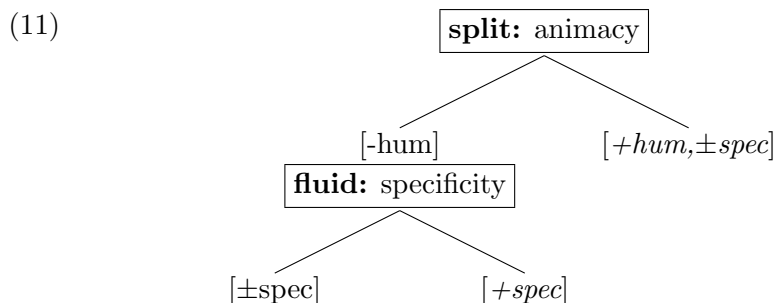 (11)
split: animacy
[-hum] [+hum,±spec]
fluid: specificity
[±spec] [+spec]